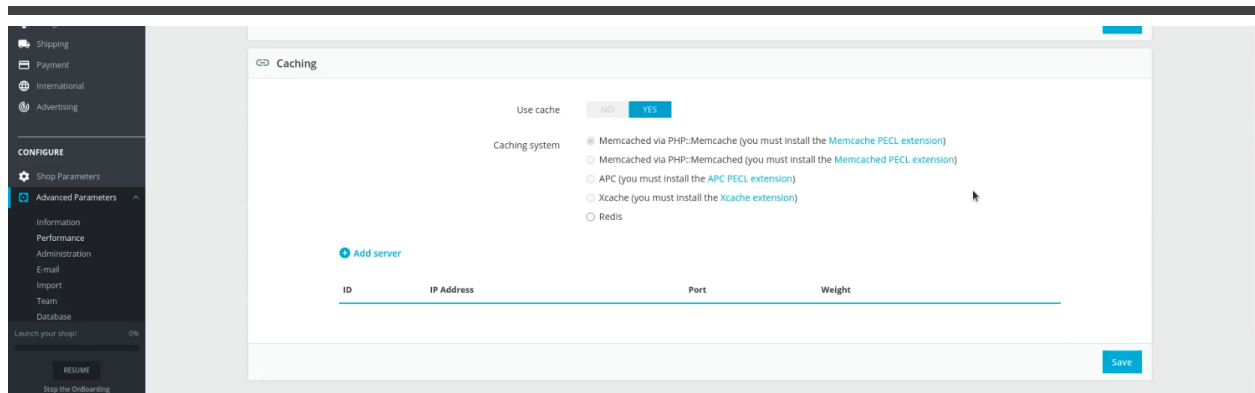 Shipping
Payment
International
Advertising
CONFIGURE
Shop Parameters
Advanced Parameters
Information
Performance
Administration
E-mail
Import
Team
Database
Launch your shop! 0%
RESUME
Stop the OnBoarding
Caching
Use cache NO YES
Caching system Memcached via PHP::Memcache (you must install the Memcache PECL extension)
Memcached via PHP::Memcached (you must install the Memcached PECL extension)
APC (you must install the APC PECL extension)
Xcache (you must install the Xcache extension)
Redis
Add server
ID IP Address Port Weight
Save